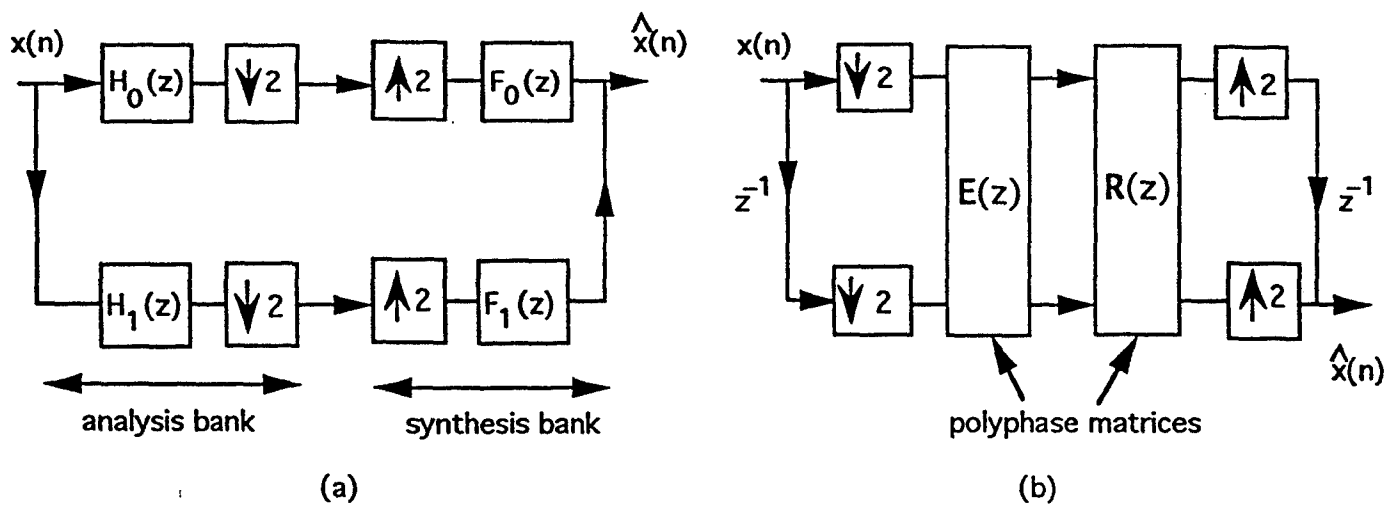 x(n)
H₀(z)
↓2
↑2
F₀(z)
x̂(n)
H₁(z)
↓2
↑2
F₁(z)
analysis bank
synthesis bank
(a)
x(n)
↓2
z⁻¹
↓2
E(z)
R(z)
↑2
z⁻¹
↑2
x̂(n)
polyphase matrices
(b)